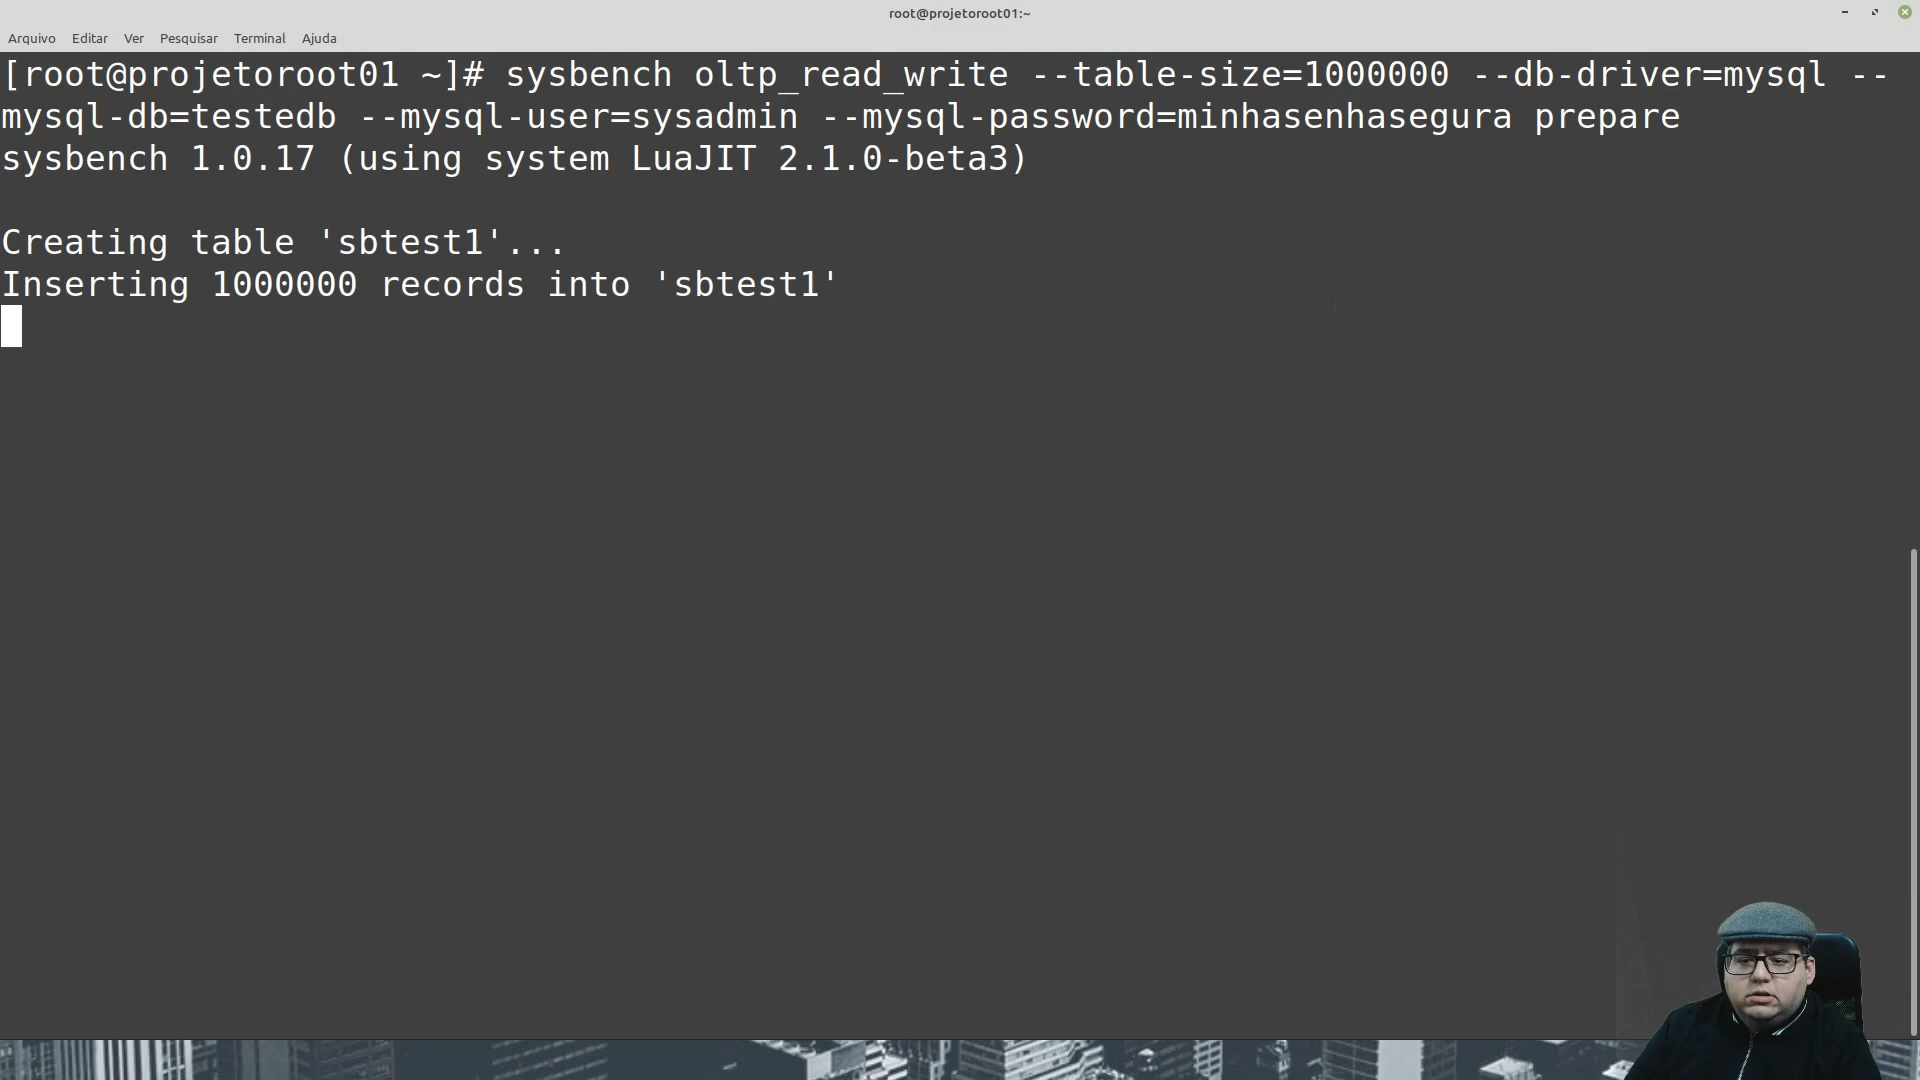 root@projetoroot01:~
Arquivo Editar Ver Pesquisar Terminal Ajuda
[root@projetoroot01 ~]# sysbench oltp_read_write --table-size=1000000 --db-driver=mysql --
mysql-db=testedb --mysql-user=sysadmin --mysql-password=minhasenhasegura prepare
sysbench 1.0.17 (using system LuaJIT 2.1.0-beta3)
Creating table 'sbtest1'...
Inserting 1000000 records into 'sbtest1'